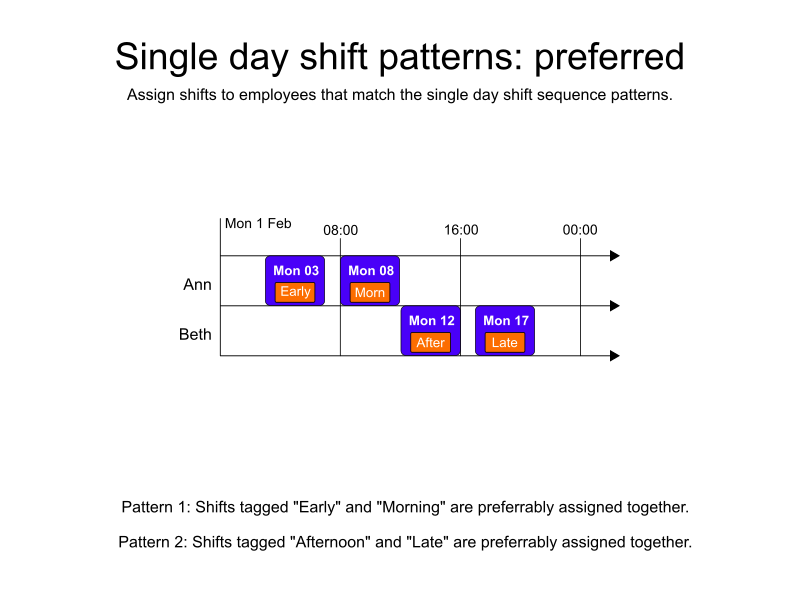 Single day shift patterns: preferred
Assign shifts to employees that match the single day shift sequence patterns.
Mon 1 Feb
08:00
16:00
00:00
Ann
Mon 03
Early
Mon 08
Morn
Beth
Mon 12
After
Mon 17
Late
Pattern 1: Shifts tagged "Early" and "Morning" are preferrably assigned together.
Pattern 2: Shifts tagged "Afternoon" and "Late" are preferrably assigned together.